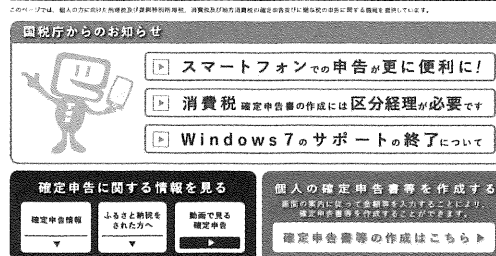 このページでは、個人の方に向けた所得税及び復興特別所得税、消費税及び地方消費税の確定申告並びに贈与税の申告に関する情報を提供しています。
国税庁からのお知らせ
スマートフォンでの申告が更に便利に!
消費税 確定申告書の作成には区分経理が必要です
Windows7のサポートの終了について
確定申告に関する情報を見る
確定申告情報
ふるさと納税を
された方へ
動画で見る
確定申告
個人の確定申告書等を作成する
画面の案内に従って金額等を入力することにより、
確定申告書等を作成することができます。
確定申告書等の作成はこちら